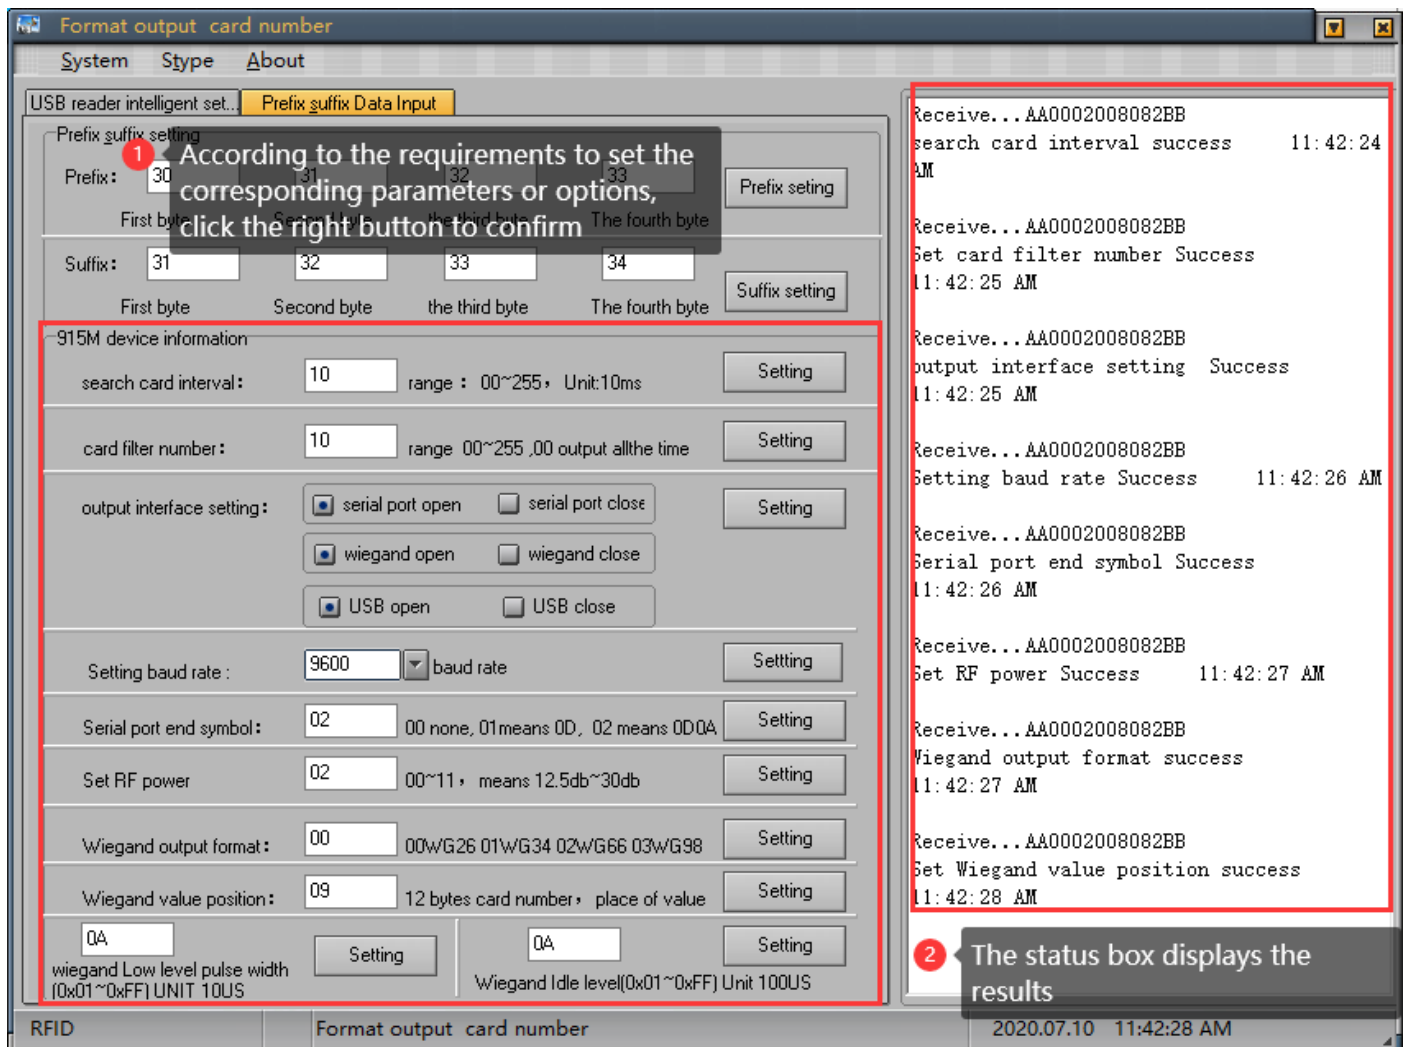 Format output card number
System Stype About
USB reader intelligent set... Prefix suffix Data Input
Prefix suffix setting
1
According to the requirements to set the
corresponding parameters or options,
click the right button to confirm
Prefix: 30 31 32 33 Prefix seting
First byte Second byte the third byte The fourth byte
Suffix: 31 32 33 34 Suffix setting
First byte Second byte the third byte The fourth byte
915M device information
search card interval: 10 range : 00~255, Unit:10ms Setting
card filter number: 10 range 00~255 ,00 output allthe time Setting
output interface setting: serial port open serial port close Setting
wiegand open wiegand close
USB open USB close
Setting baud rate : 9600 baud rate Settting
Serial port end symbol: 02 00 none, 01means 0D, 02 means 0D0A Setting
Set RF power 02 00~11, means 12.5db~30db Setting
Wiegand output format: 00 00WG26 01WG34 02WG66 03WG98 Setting
Wiegand value position: 09 12 bytes card number, place of value Setting
0A Setting
wiegand Low level pulse width
(0x01~0xFF) UNIT 10US
0A Setting
Wiegand Idle level(0x01~0xFF) Unit 100US
Receive...AA0002008082BB
search card interval success 11:42:24
AM
Receive...AA0002008082BB
Set card filter number Success
11:42:25 AM
Receive...AA0002008082BB
output interface setting Success
11:42:25 AM
Receive...AA0002008082BB
Setting baud rate Success 11:42:26 AM
Receive...AA0002008082BB
Serial port end symbol Success
11:42:26 AM
Receive...AA0002008082BB
Set RF power Success 11:42:27 AM
Receive...AA0002008082BB
Wiegand output format success
11:42:27 AM
Receive...AA0002008082BB
Set Wiegand value position success
11:42:28 AM
2
The status box displays the
results
RFID Format output card number 2020.07.10 11:42:28 AM